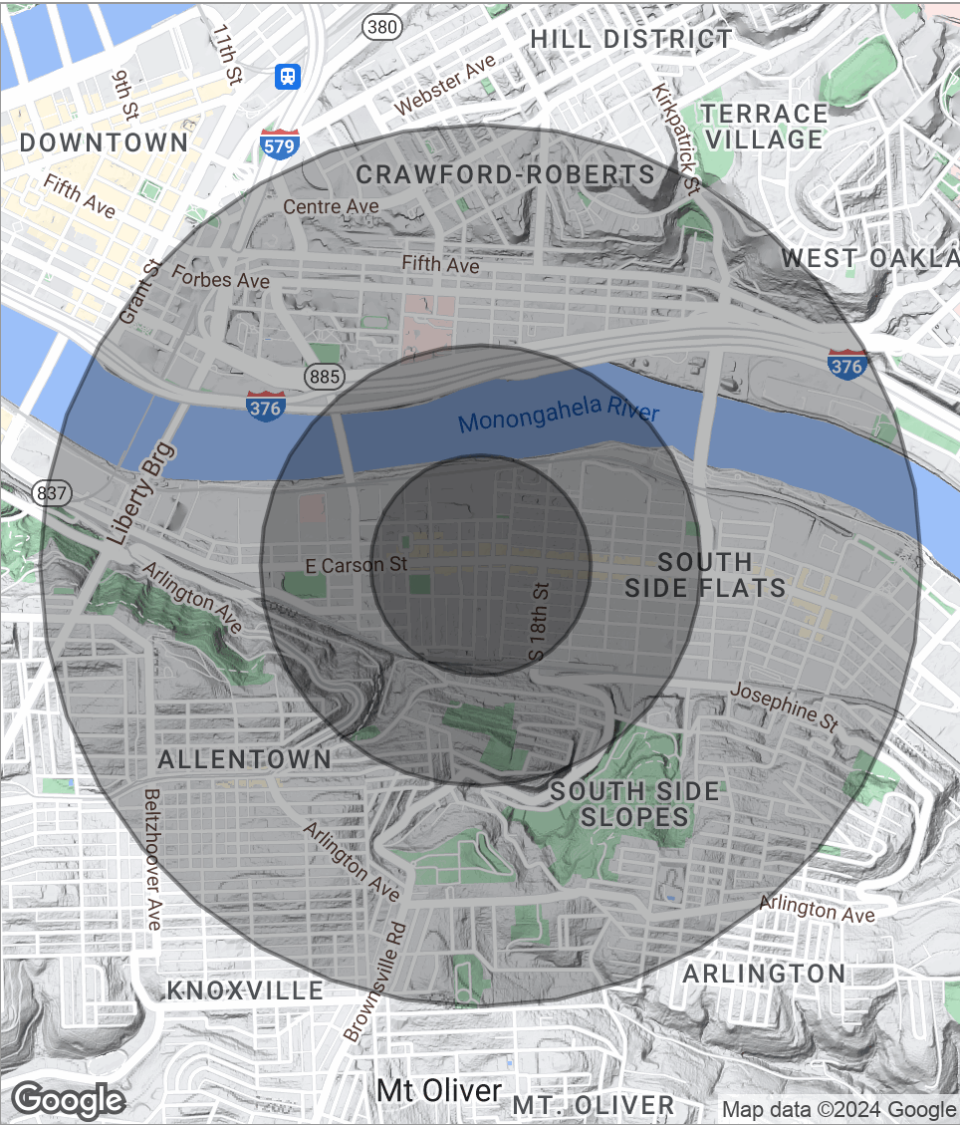 380
11th St
HILL DISTRICT
Webster Ave
9th St
Kirkpatrick St
TERRACE
VILLAGE
DOWNTOWN
579
CRAWFORD-ROBERTS
Fifth Ave
Centre Ave
Fifth Ave
WEST OAKLA
Forbes Ave
Grant St
885
376
376
Monongahela River
Liberty Brg
837
E Carson St
SOUTH
SIDE FLATS
Arlington Ave
S 18th St
Josephine St
ALLENTOWN
SOUTH SIDE
SLOPES
Beltzhoover Ave
Arlington Ave
Arlington Ave
Brownsville Rd
ARLINGTON
KNOXVILLE
Mt Oliver
MT. OLIVER
Google
Map data ©2024 Google